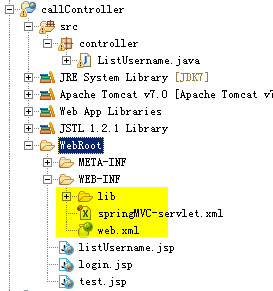 callController
src
controller
ListUsername.java
JRE System Library [JDK7]
Apache Tomcat v7.0 [Apache Tomcat v7
Web App Libraries
JSTL 1.2.1 Library
WebRoot
META-INF
WEB-INF
lib
springMVC-servlet.xml
web.xml
listUsername.jsp
login.jsp
test.jsp